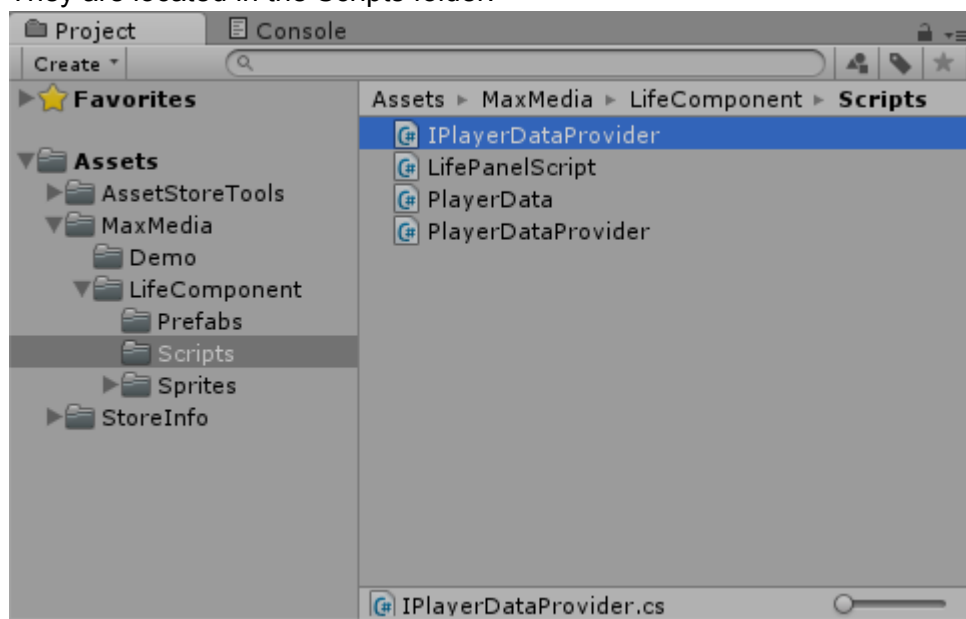 They are located in the Scripts folder.
Project Console
Create
Favorites
Assets
AssetStoreTools
MaxMedia
Demo
LifeComponent
Prefabs
Scripts
Sprites
StoreInfo
Assets MaxMedia LifeComponent Scripts
IPlayerDataProvider
LifePanelScript
PlayerData
PlayerDataProvider
IPlayerDataProvider.cs